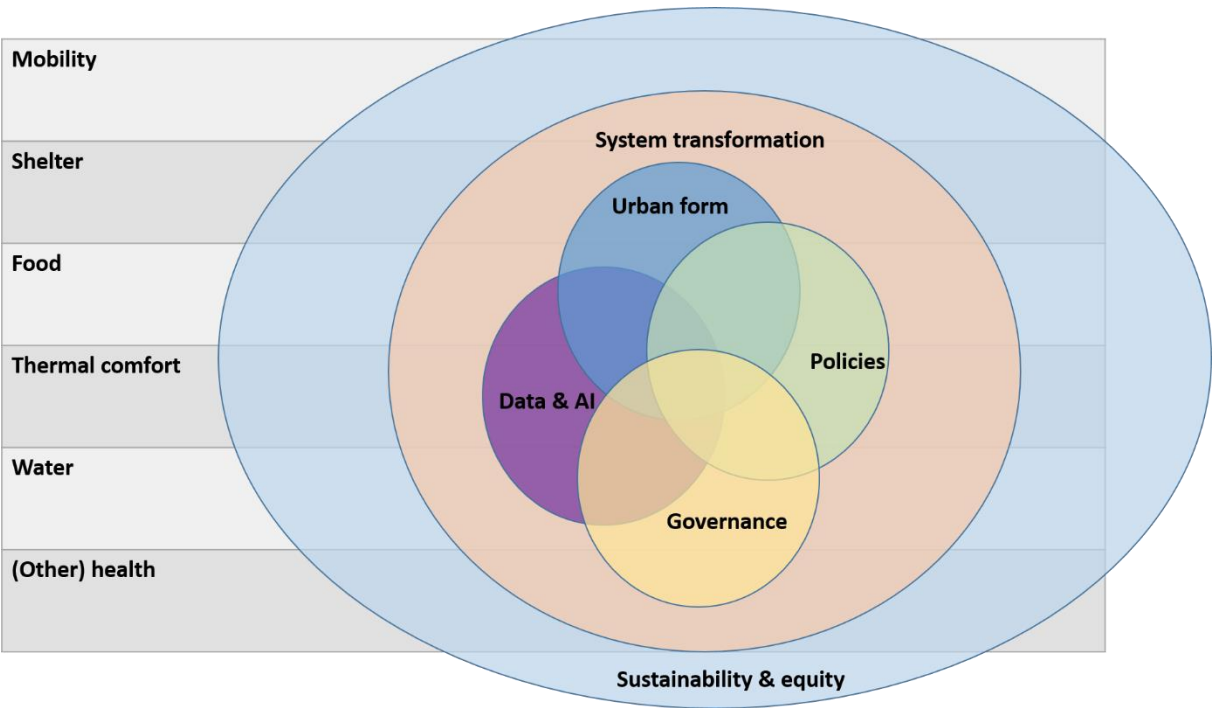 Mobility
System transformation
Shelter
Urban form
Food
Policies
Thermal comfort
Data & AI
Water
Governance
(Other) health
Sustainability & equity